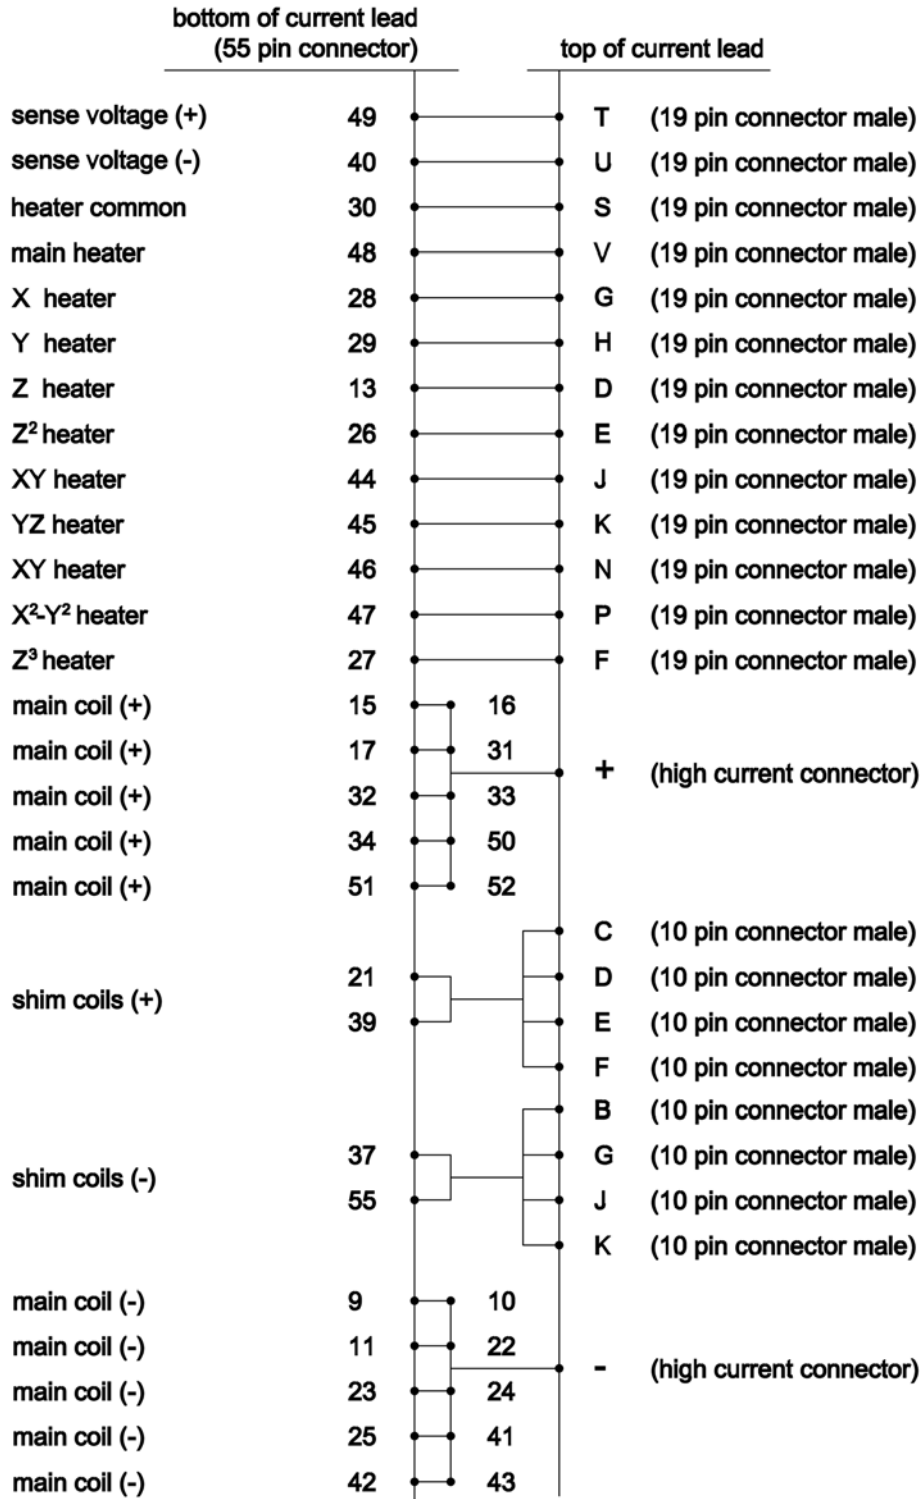 bottom of current lead
(55 pin connector) top of current lead
sense voltage (+) 49 T (19 pin connector male)
sense voltage (-) 40 U (19 pin connector male)
heater common 30 S (19 pin connector male)
main heater 48 V (19 pin connector male)
X heater 28 G (19 pin connector male)
Y heater 29 H (19 pin connector male)
Z heater 13 D (19 pin connector male)
Z² heater 26 E (19 pin connector male)
XY heater 44 J (19 pin connector male)
YZ heater 45 K (19 pin connector male)
XY heater 46 N (19 pin connector male)
X²-Y² heater 47 P (19 pin connector male)
Z³ heater 27 F (19 pin connector male)
main coil (+) 15 16
main coil (+) 17 31
+ (high current connector)
main coil (+) 32 33
main coil (+) 34 50
main coil (+) 51 52
C (10 pin connector male)
21 D (10 pin connector male)
shim coils (+)
39 E (10 pin connector male)
F (10 pin connector male)
B (10 pin connector male)
37 G (10 pin connector male)
shim coils (-)
55 J (10 pin connector male)
K (10 pin connector male)
main coil (-) 9 10
main coil (-) 11 22
- (high current connector)
main coil (-) 23 24
main coil (-) 25 41
main coil (-) 42 43